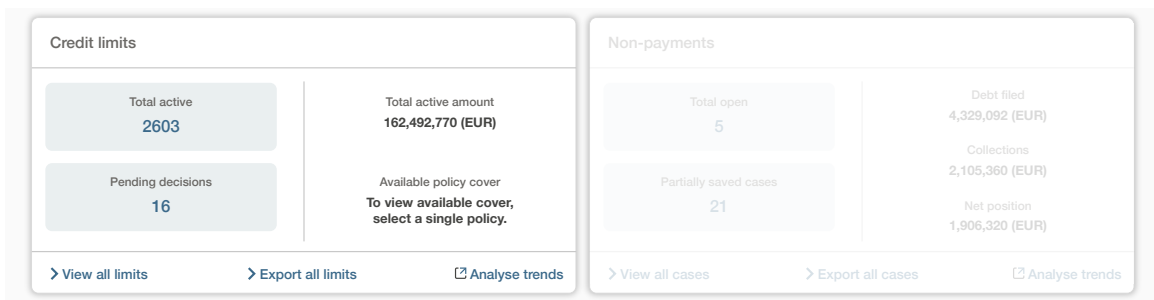 Credit limits
Total active
2603
Total active amount
162,492,770 (EUR)
Pending decisions
16
Available policy cover
To view available cover,
select a single policy.
View all limits
Export all limits
Analyse trends
Non-payments
Total open
5
Debt filed
4,329,092 (EUR)
Collections
2,105,360 (EUR)
Partially saved cases
21
Net position
1,906,320 (EUR)
View all cases
Export all cases
Analyse trends